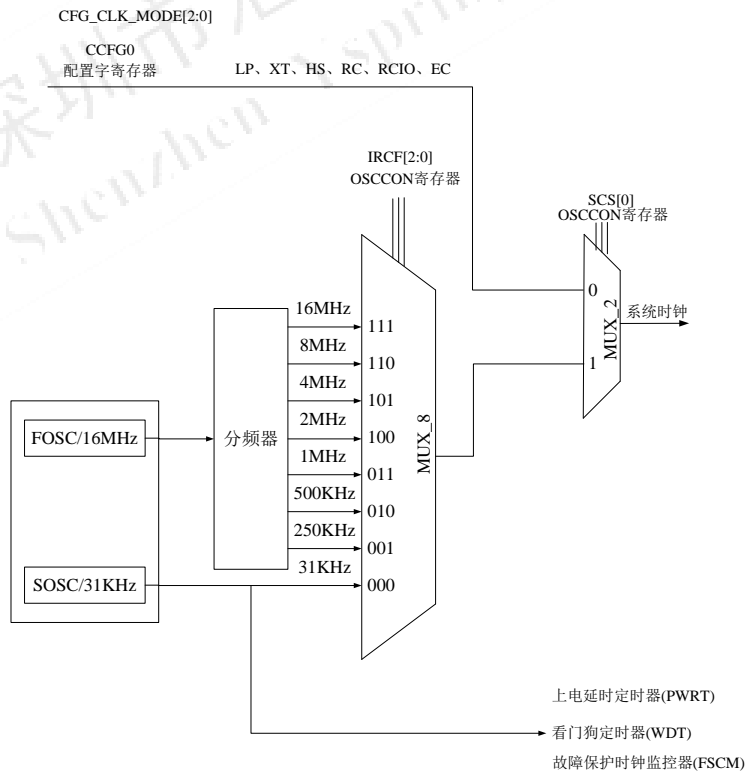 CFG_CLK_MODE[2:0]
CCFG0
配置字寄存器
LP、XT、HS、RC、RCIO、EC
IRCF[2:0]
OSCCON寄存器
SCS[0]
OSCCON寄存器
0
1
MUX_2
系统时钟
16MHz
111
8MHz
110
4MHz
101
2MHz
100
1MHz
011
500KHz
010
250KHz
001
31KHz
000
MUX_8
分频器
FOSC/16MHz
SOSC/31KHz
上电延时定时器(PWRT)
看门狗定时器(WDT)
故障保护时钟监控器(FSCM)
深圳市
Shenzhen Yspring